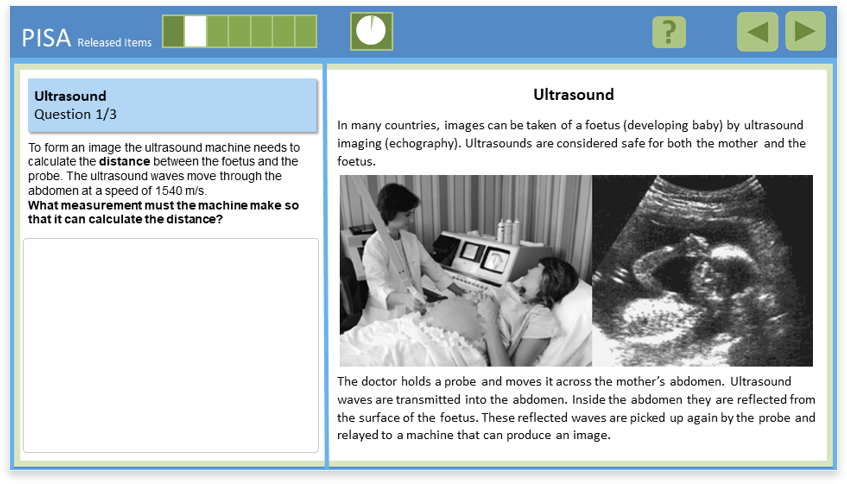 PISA Released Items
?
Ultrasound
Question 1/3
To form an image the ultrasound machine needs to
calculate the distance between the foetus and the
probe. The ultrasound waves move through the
abdomen at a speed of 1540 m/s.
What measurement must the machine make so
that it can calculate the distance?
Ultrasound
In many countries, images can be taken of a foetus (developing baby) by ultrasound
imaging (echography). Ultrasounds are considered safe for both the mother and the
foetus.
The doctor holds a probe and moves it across the mother's abdomen. Ultrasound
waves are transmitted into the abdomen. Inside the abdomen they are reflected from
the surface of the foetus. These reflected waves are picked up again by the probe and
relayed to a machine that can produce an image.